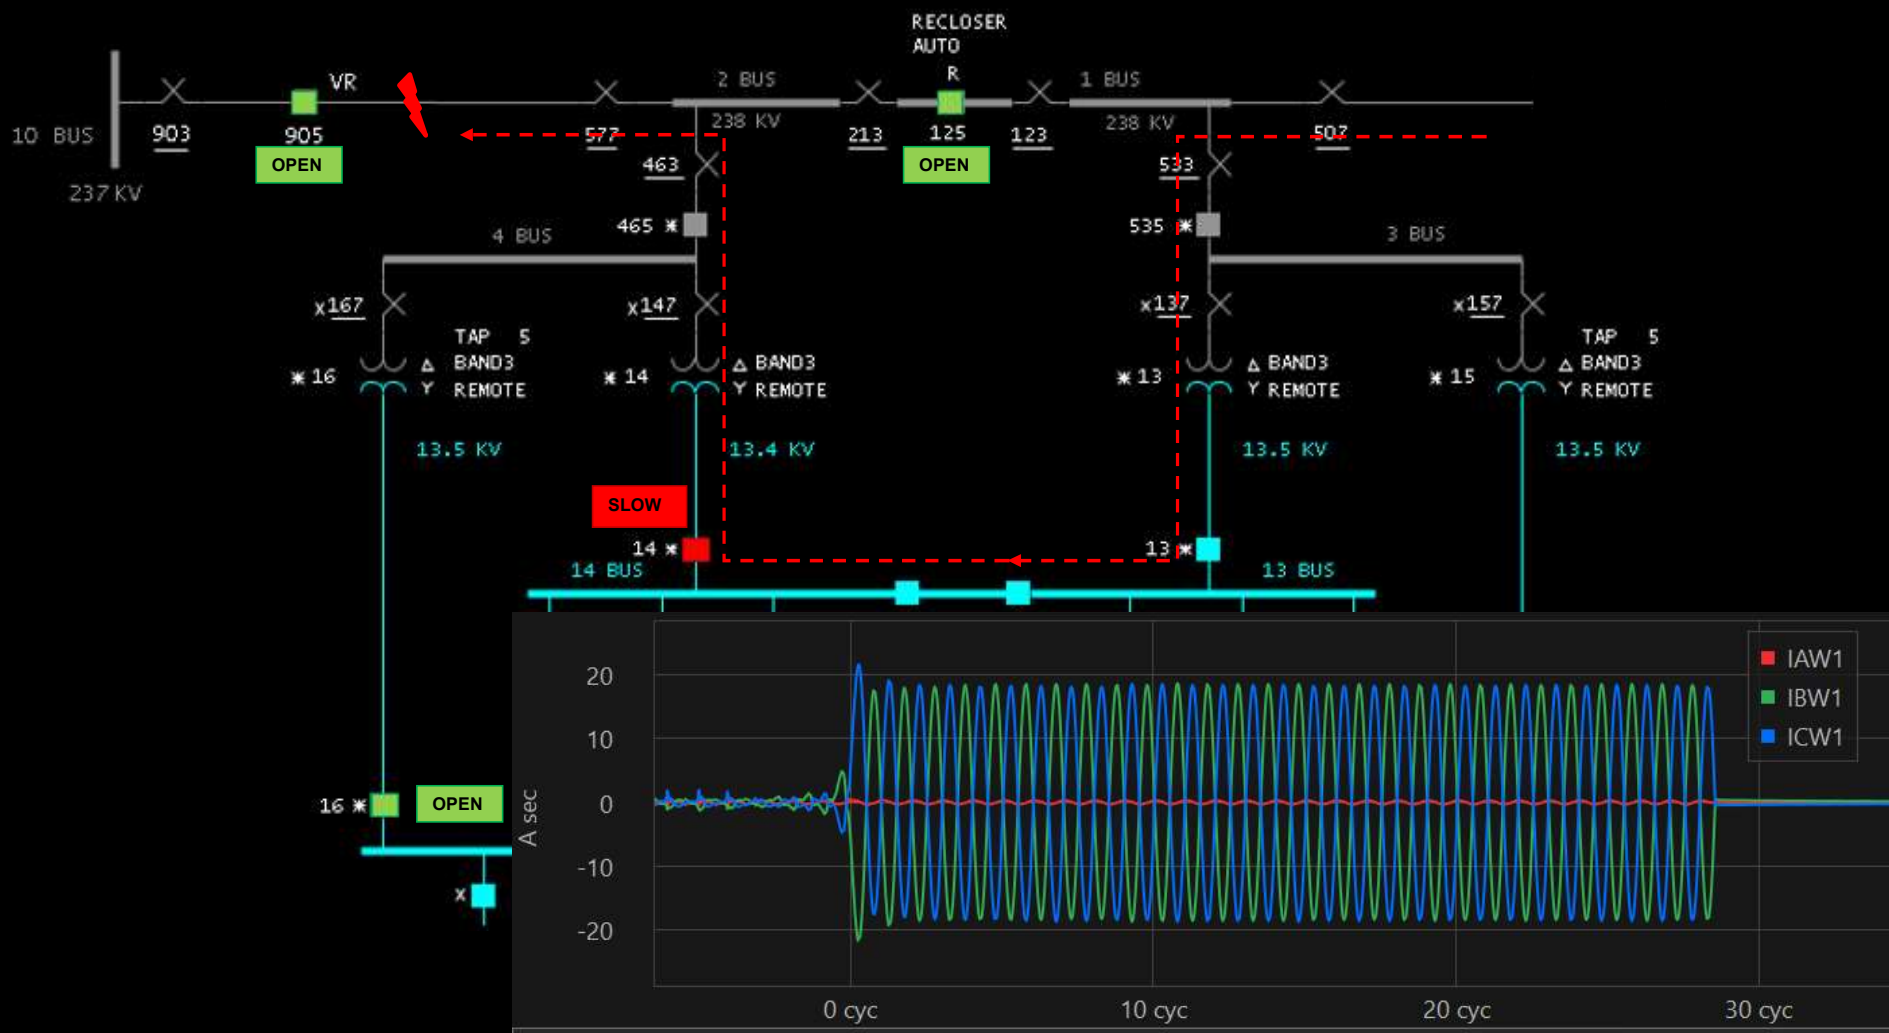 RECLOSER
AUTO
R
VR
2 BUS
1 BUS
10 BUS
903
905
577
238 KV
213
125
123
238 KV
507
OPEN
OPEN
463
533
237 KV
465 *
535 *
4 BUS
3 BUS
x167
x147
x137
x157
TAP 5
TAP 5
* 16
Δ BAND3
Y REMOTE
* 14
Δ BAND3
Y REMOTE
* 13
Δ BAND3
Y REMOTE
* 15
Δ BAND3
Y REMOTE
13.5 KV
13.4 KV
13.5 KV
13.5 KV
SLOW
14 *
13 *
14 BUS
13 BUS
16 *
OPEN
x
A sec
20
10
0
-10
-20
IAW1
IBW1
ICW1
0 cyc
10 cyc
20 cyc
30 cyc